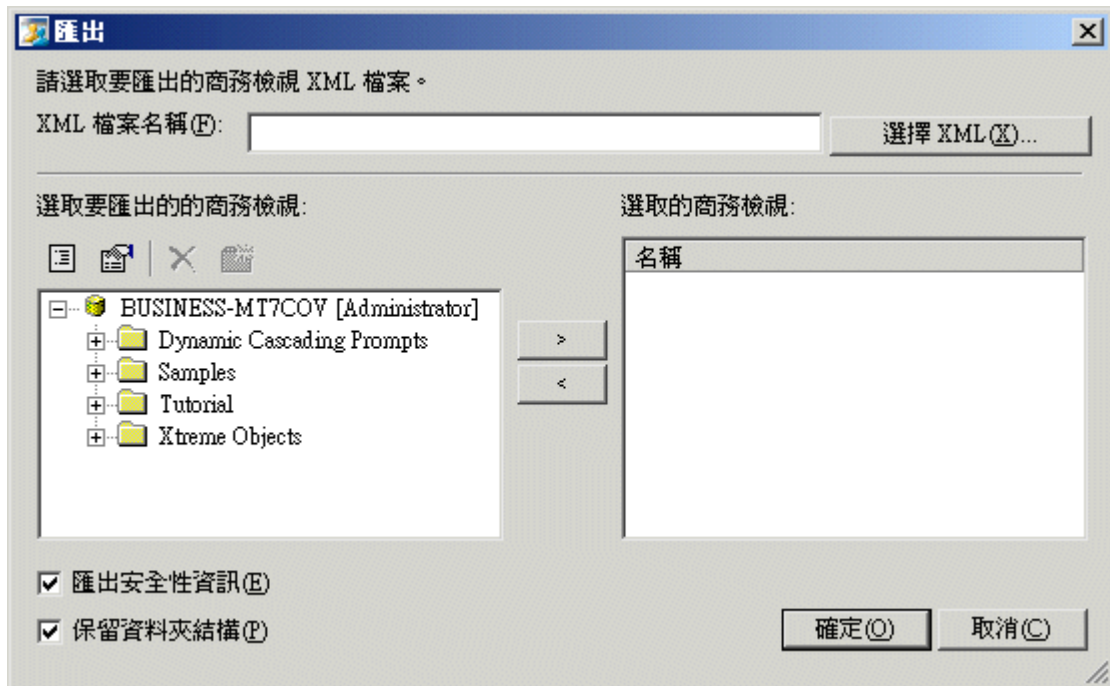 匯出
請選取要匯出的商務檢視 XML 檔案。
XML 檔案名稱(F):
選擇 XML(X)...
選取要匯出的的商務檢視:
選取的商務檢視:
名稱
BUSINESS-MT7COV [Administrator]
Dynamic Cascading Prompts
Samples
Tutorial
Xtreme Objects
>
<
匯出安全性資訊(E)
保留資料夾結構(P)
確定(O)
取消(C)